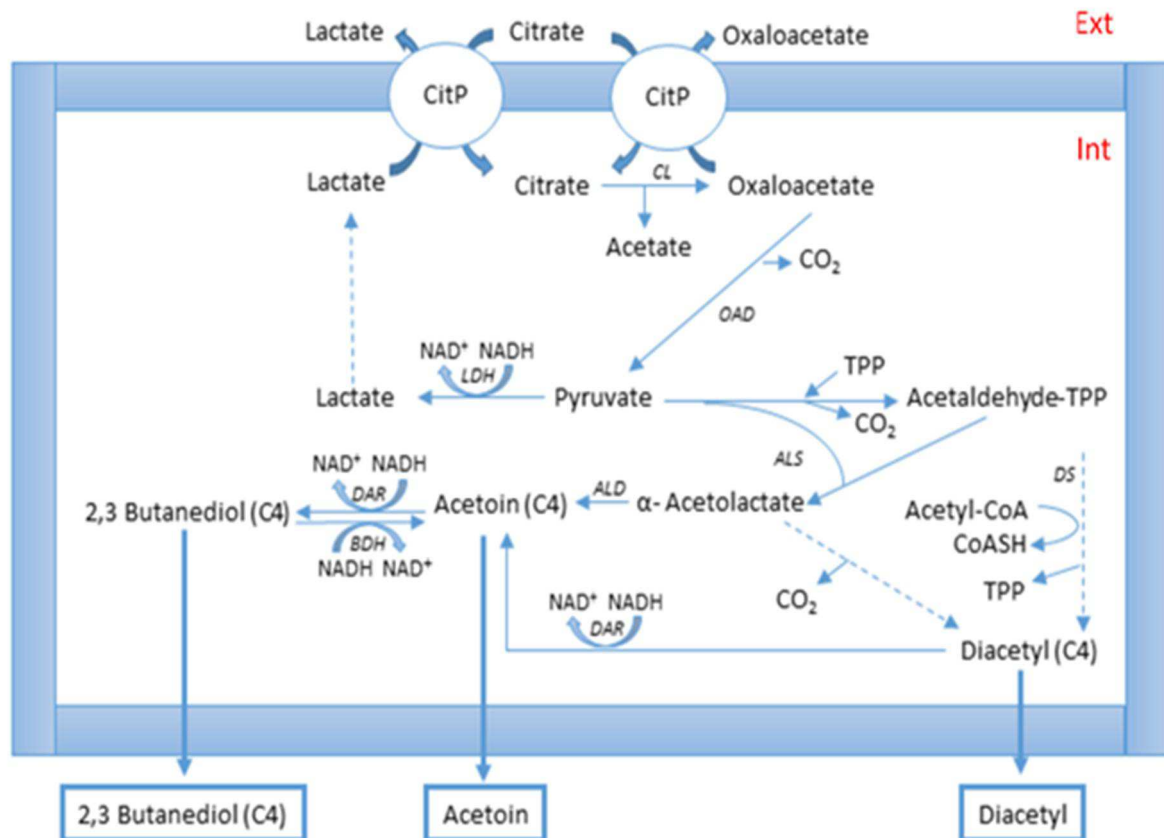 Ext
Lactate Citrate Oxaloacetate
CitP CitP
Int
Lactate Citrate CL Oxaloacetate
Acetate CO2
OAD
NAD+ NADH TPP
LDH
Lactate Pyruvate Acetaldehyde-TPP
CO2
NAD+ NADH ALS DS
DAR ALD
2,3 Butanediol (C4) Acetoin (C4) α- Acetolactate Acetyl-CoA
BDH CoASH
NADH NAD+
TPP
CO2
NAD+ NADH
DAR
Diacetyl (C4)
2,3 Butanediol (C4) Acetoin Diacetyl